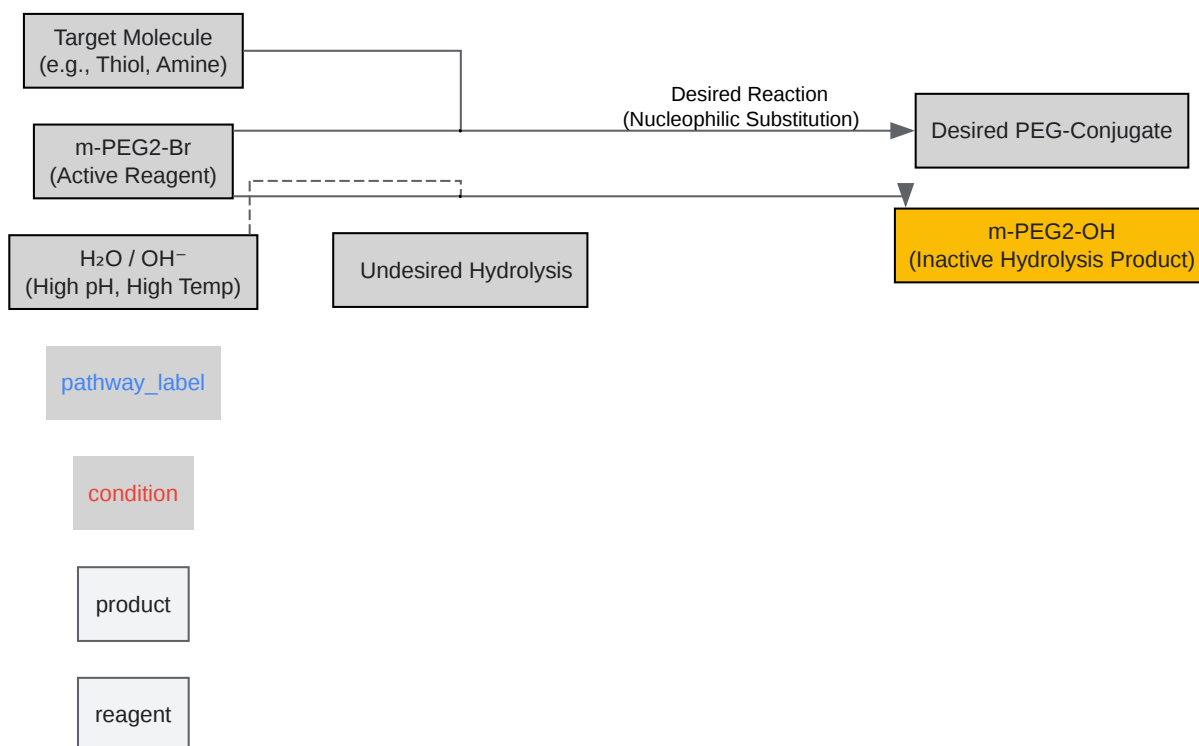 Target Molecule
(e.g., Thiol, Amine)
Desired Reaction
(Nucleophilic Substitution)
Desired PEG-Conjugate
m-PEG2-Br
(Active Reagent)
m-PEG2-OH
(Inactive Hydrolysis Product)
H₂O / OH⁻
(High pH, High Temp)
Undesired Hydrolysis
pathway_label
condition
product
reagent